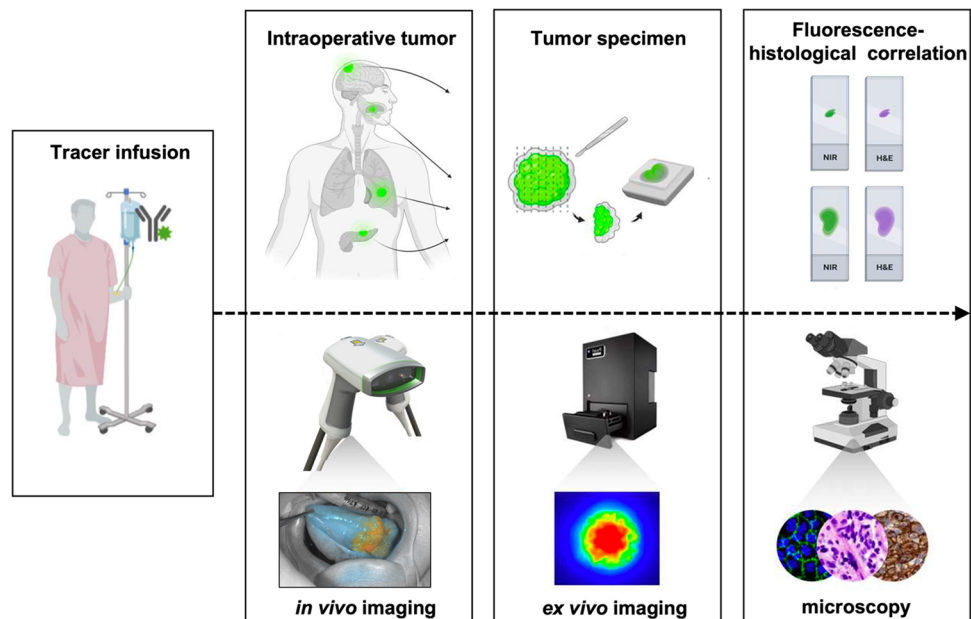 Tracer infusion
Intraoperative tumor
Tumor specimen
Fluorescence-
histological correlation
NIR
H&E
NIR
H&E
in vivo imaging
ex vivo imaging
microscopy